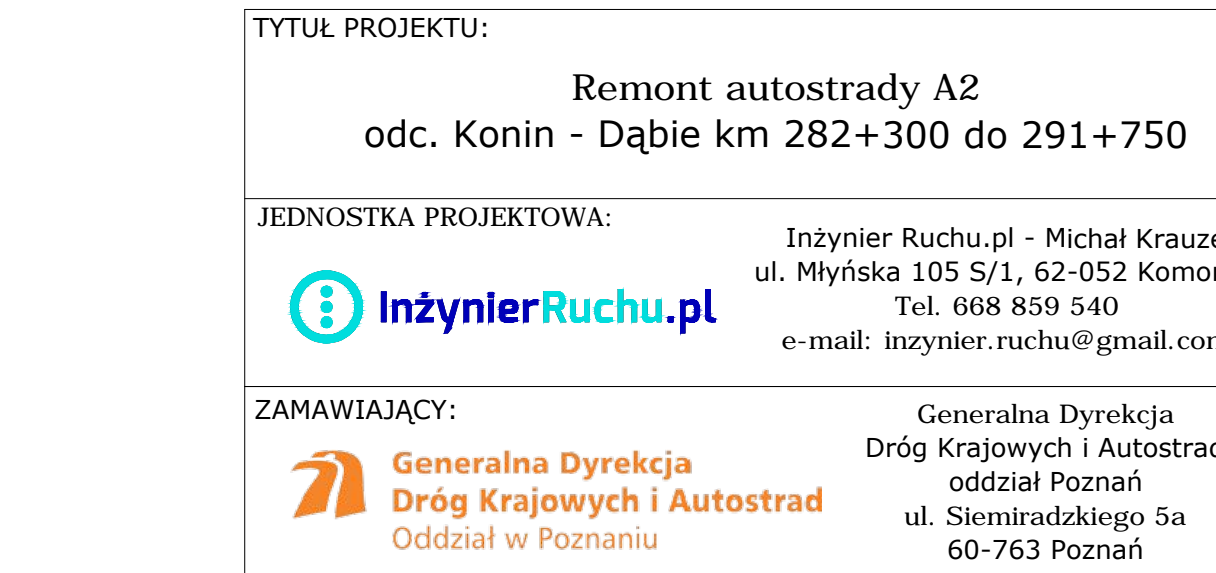 TYTUŁ PROJEKTU:
Remont autostrady A2
odc. Konin - Dąbie km 282+300 do 291+750
JEDNOSTKA PROJEKTOWA:
InżynierRuchu.pl
Inżynier Ruchu.pl - Michał
ul. Młyńska 105 S/1, 62-052
Tel. 668 859 540
e-mail:
ZAMAWIAJĄCY:
Generalna Dyrekcja
Dróg Krajowych i Autostrad
Oddział w Poznaniu
Generalna Dyrekcja
Dróg Krajowych i Autostrad
oddział Poznań
ul. Siemiradzkiego 5a
60-763 Poznań